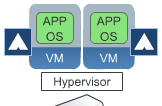 APP APP
OS OS
VM VM
Hypervisor